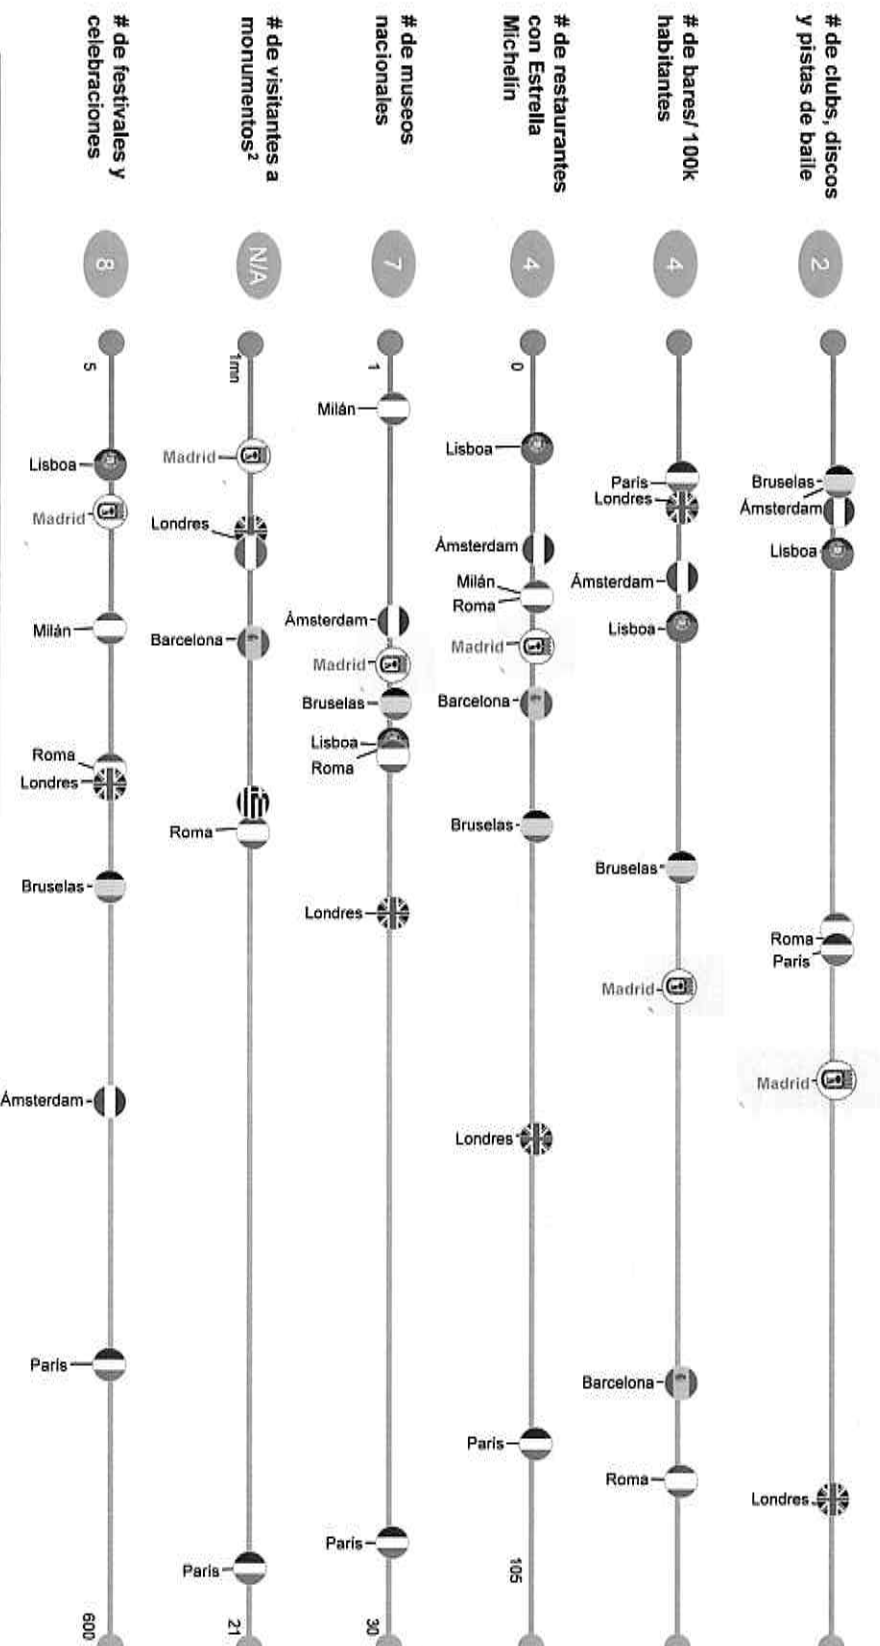 # de clubs, discos
y pistas de baile
2
Bruselas
Ámsterdam
Lisboa
Roma
París
Madrid
Londres
# de bares/ 100k
habitantes
4
París
Londres
Ámsterdam
Lisboa
Bruselas
Madrid
Barcelona
Roma
# de restaurantes
con Estrella
Michelín
4
0
Lisboa
Ámsterdam
Milán
Roma
Madrid
Barcelona
Bruselas
Londres
París
105
# de museos
nacionales
7
1
Milán
Ámsterdam
Madrid
Bruselas
Lisboa
Roma
Londres
París
30
# de visitantes a
monumentos²
N/A
1mn
Madrid
Londres
Barcelona
Roma
París
21
# de festivales y
celebraciones
8
5
Lisboa
Madrid
Milán
Roma
Londres
Bruselas
Ámsterdam
París
600